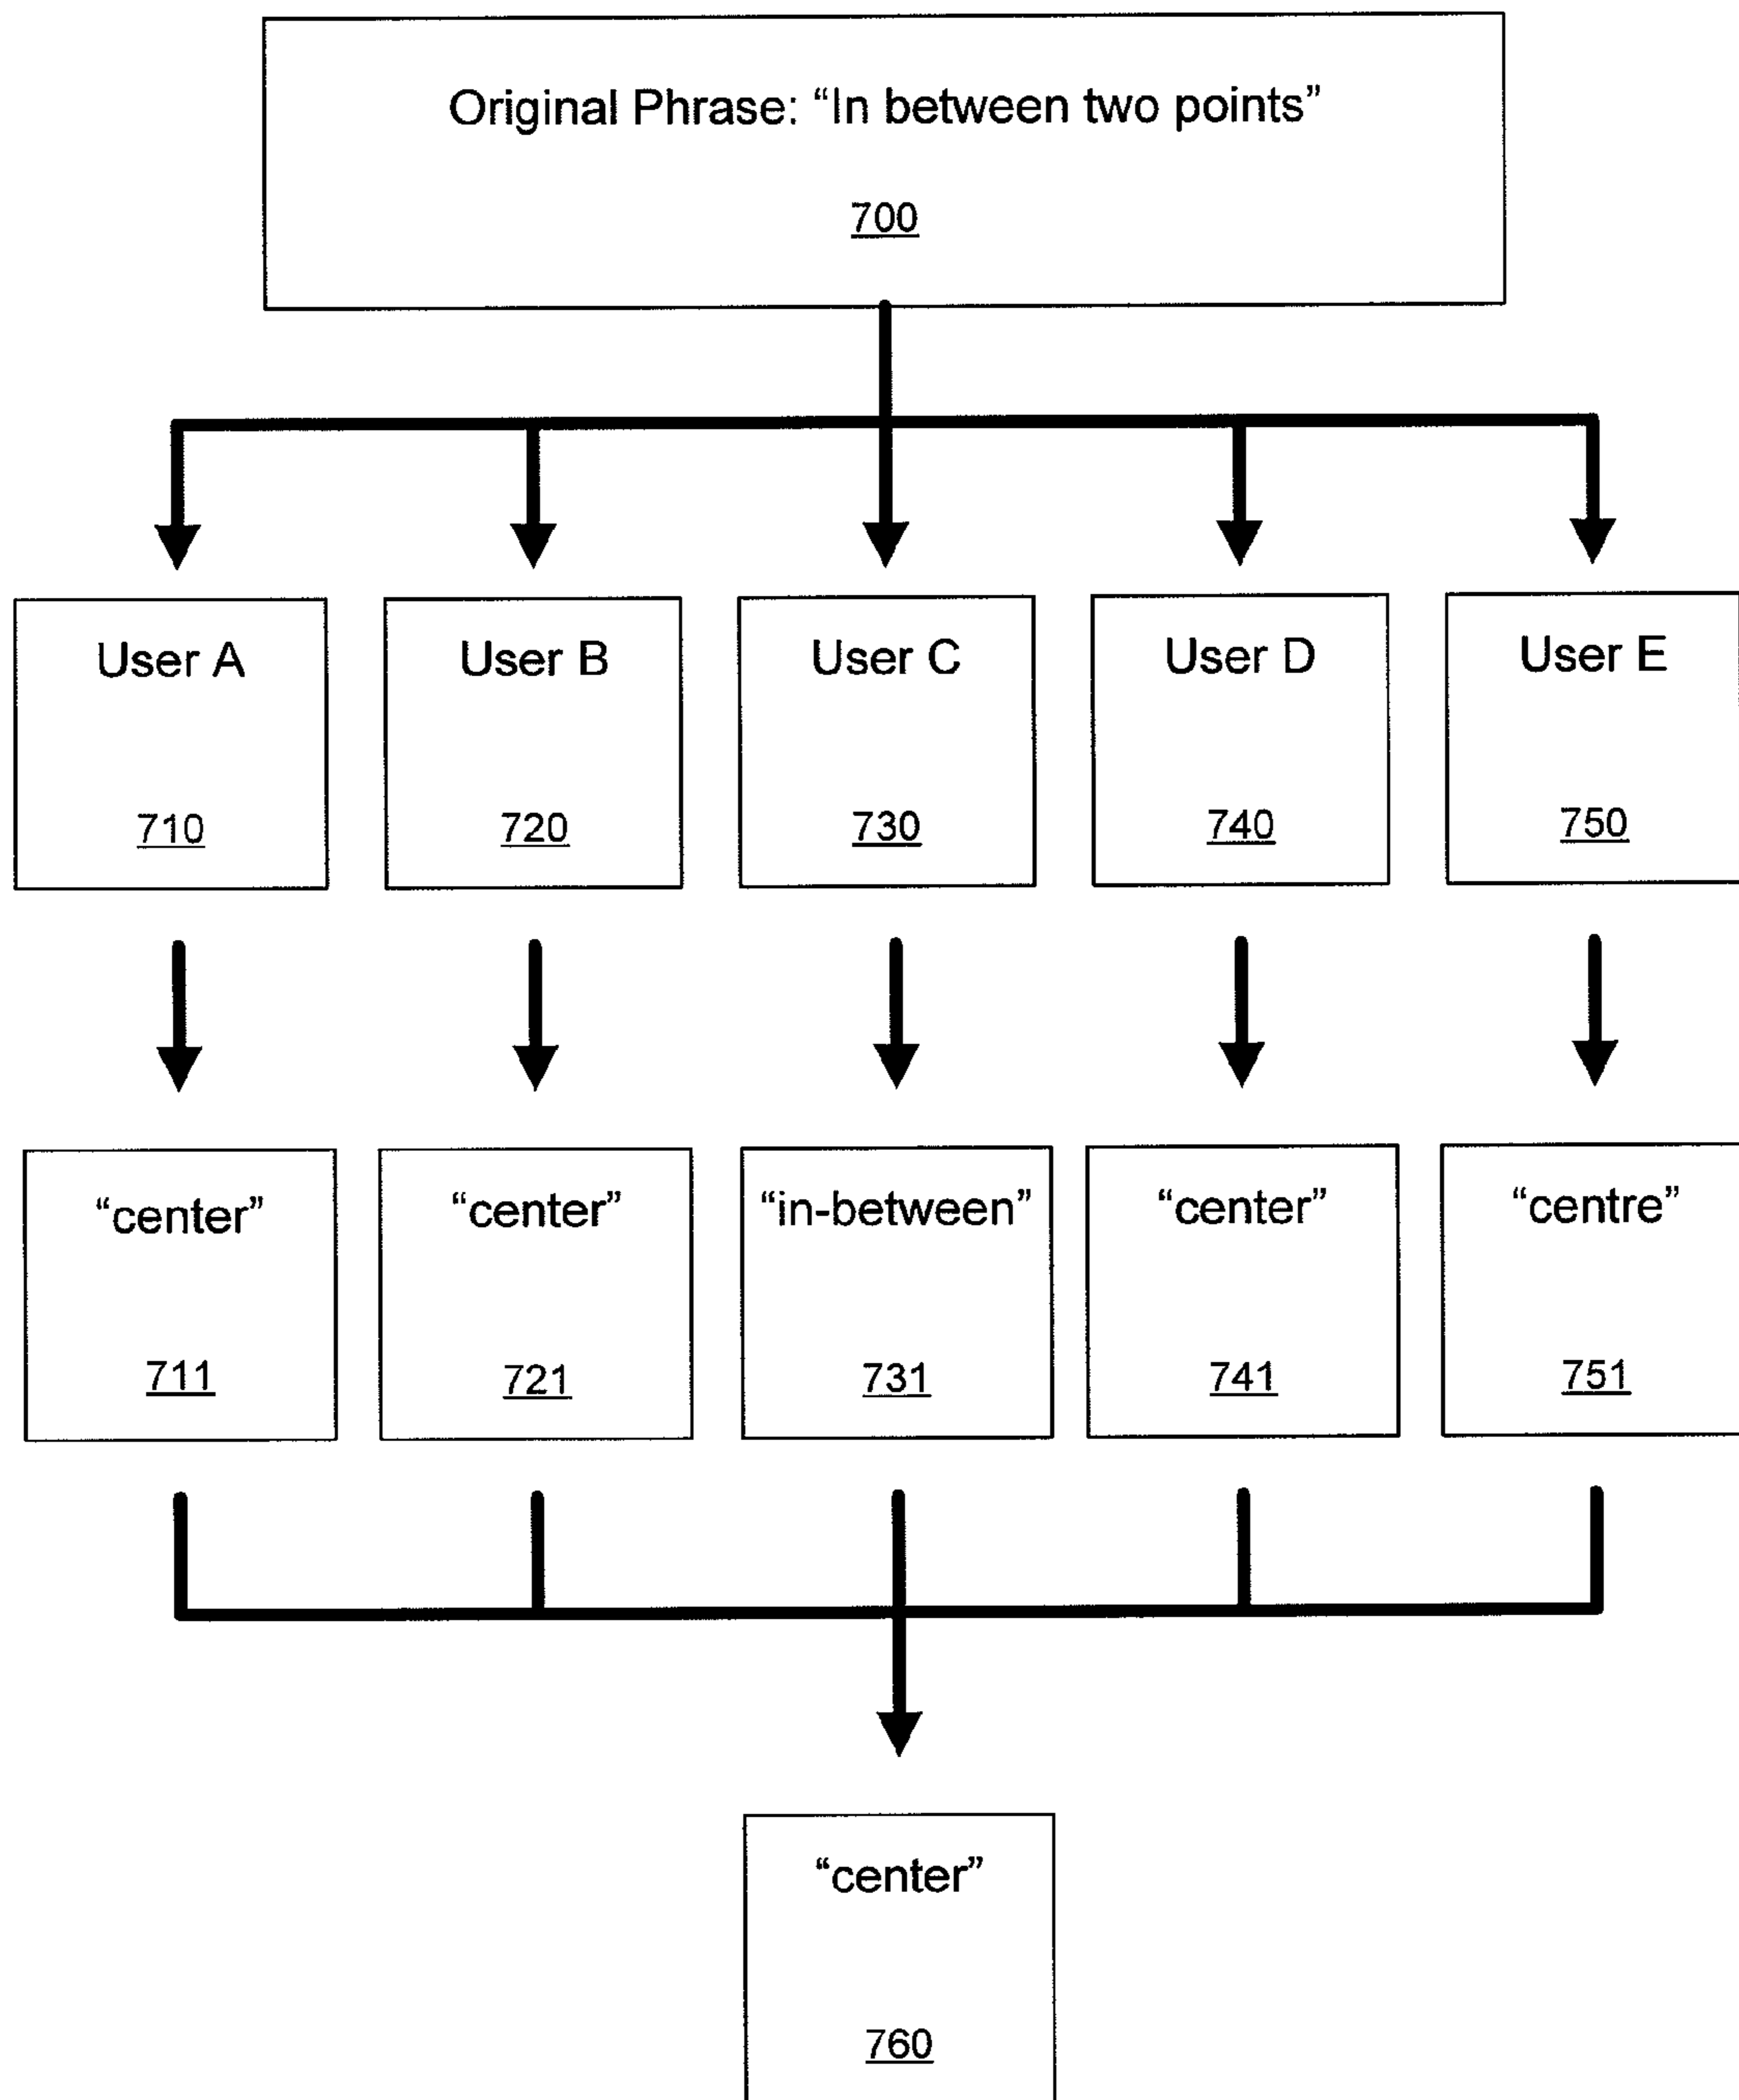 Original Phrase: “In between two points”
700
User A
User B
User C
User D
User E
710
720
730
740
750
“center”
“center”
“in-between”
“center”
“centre”
711
721
731
741
751
“center”
760